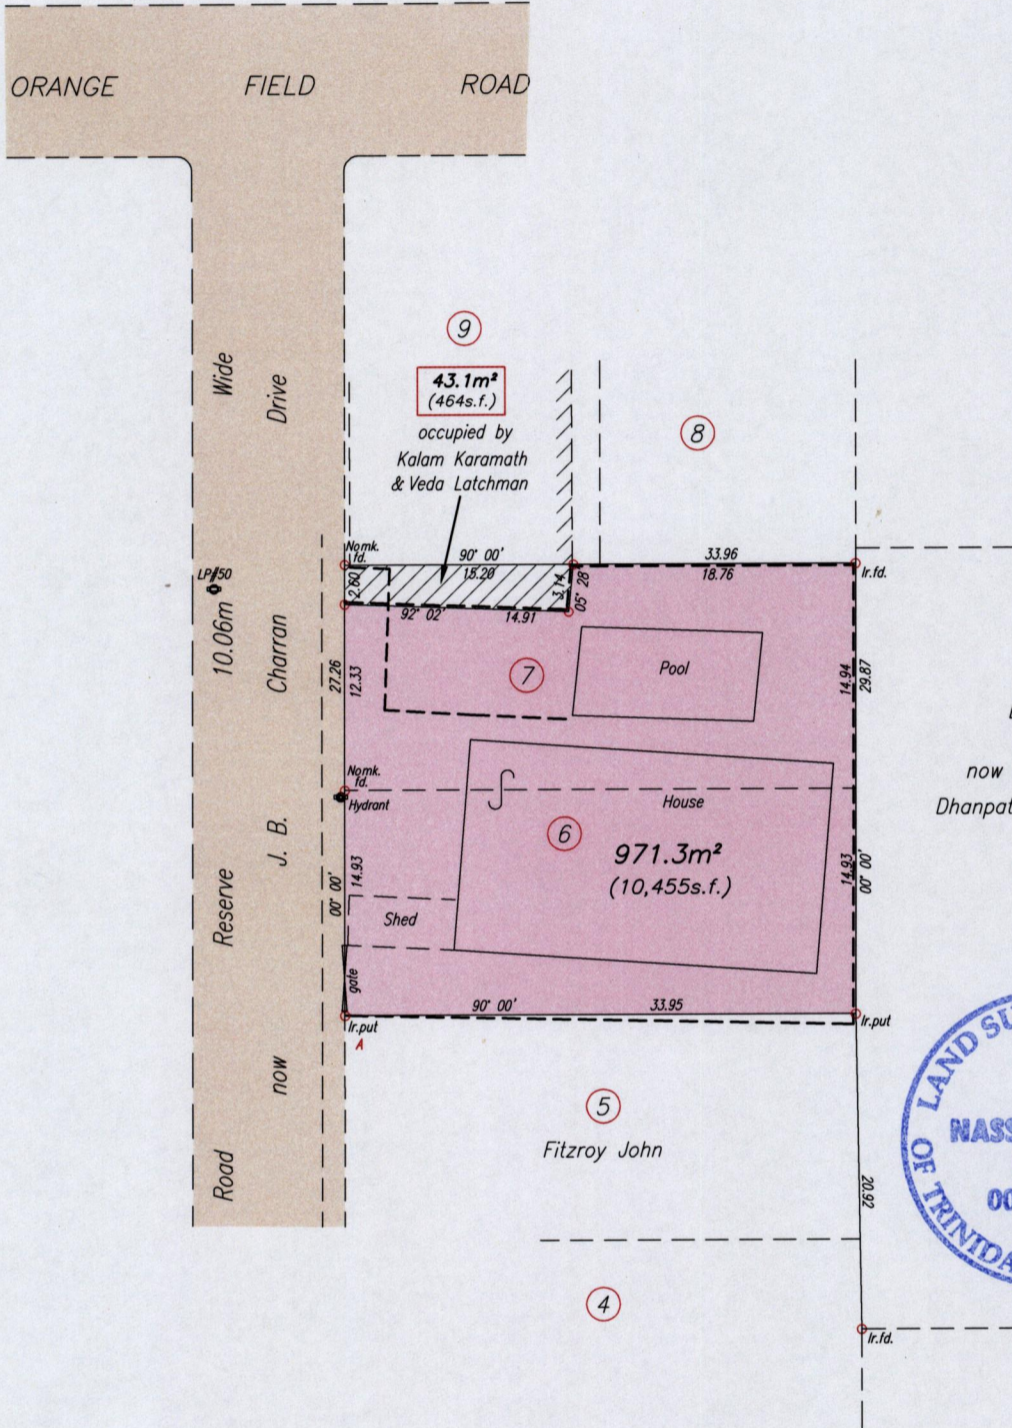 ORANGE FIELD ROAD
9
43.1m²
(464s.f.)
occupied by
Kalam Karamath
& Veda Latchman
8
Road Reserve 10.06m Wide
now J. B. Charran Drive
LP#50
Nomk.
fd.
90° 00'
15.20
33.96
18.76
Ir.fd.
2.60
3.14
05° 28'
92° 02'
14.91
27.26
12.33
7
Pool
14.94
29.87
Nomk.
fd.
Hydrant
House
6
971.3m²
(10,455s.f.)
00° 00'
14.93
14.93
00° 00'
Shed
gate
90° 00'
33.95
Ir.put
A
Ir.put
now
Dhanpat
5
Fitzroy John
20.92
4
Ir.fd.
LAND SU
NASS
00
OF TRINIDA